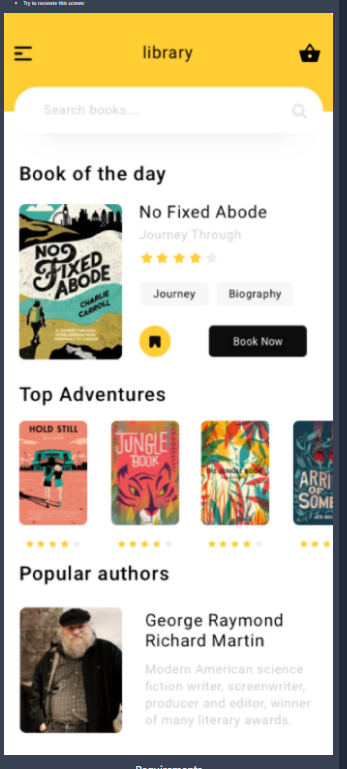 Try to recreate this screen:
library
Search books...
Book of the day
No Fixed Abode
Journey Through
NO
FIXED
ABODE
CHARLIE
CARROLL
Journey
Biography
Book Now
Top Adventures
HOLD STILL
JUNGLE
BOOK
THE JUNGLE BOOK
ARRI
OF
SOME
Popular authors
George Raymond
Richard Martin
Modern American science
fiction writer, screenwriter,
producer and editor, winner
of many literary awards.
Requirements